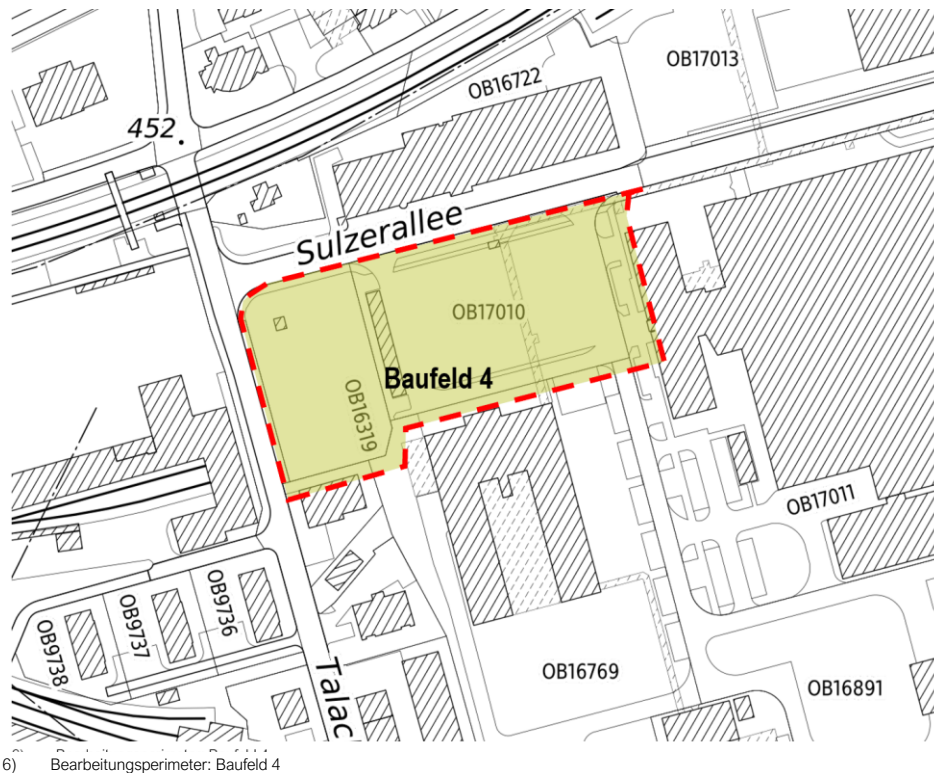 OB17013
OB16722
452
Sulzerallee
OB17010
Baufeld 4
OB16319
OB17011
OB9736
OB9737
OB9738
Talac
OB16769
OB16891
6) Bearbeitungsperimeter: Baufeld 4